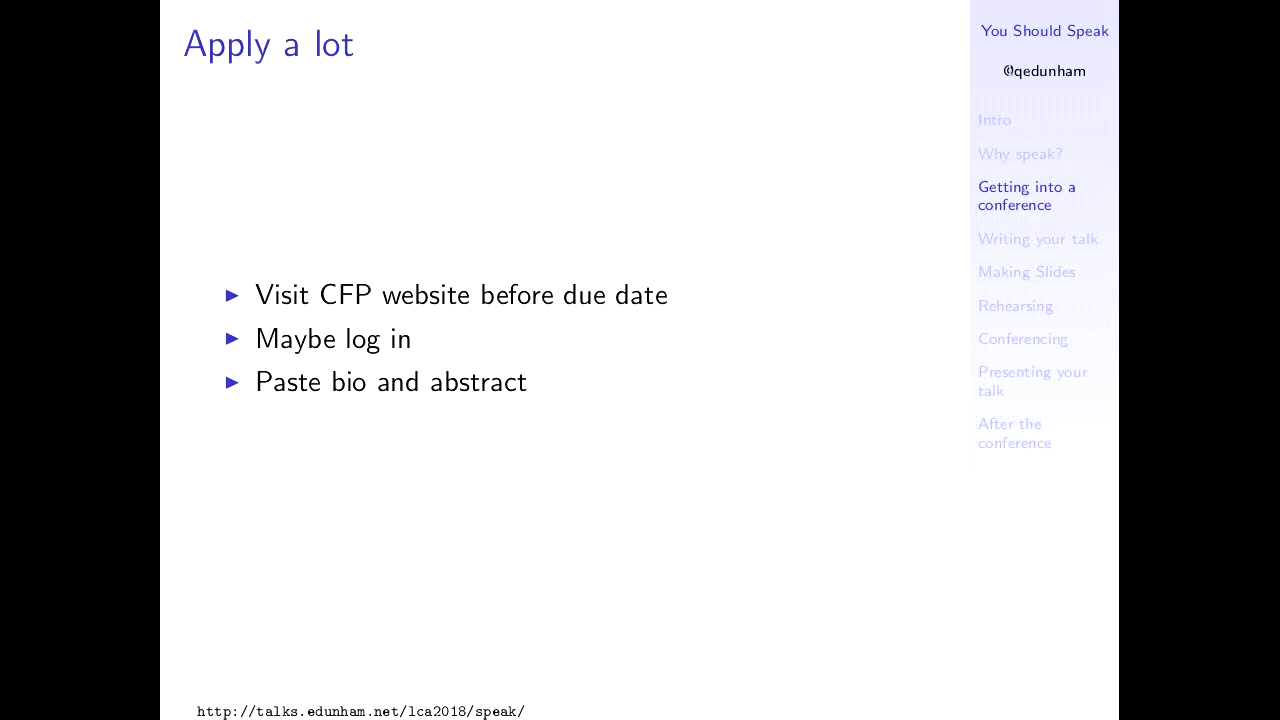 Apply a lot
Visit CFP website before due date
Maybe log in
Paste bio and abstract
http://talks.edunham.net/lca2018/speak/
You Should Speak
@qedunham
Intro
Why speak?
Getting into a
conference
Writing your talk
Making Slides
Rehearsing
Conferencing
Presenting your
talk
After the
conference